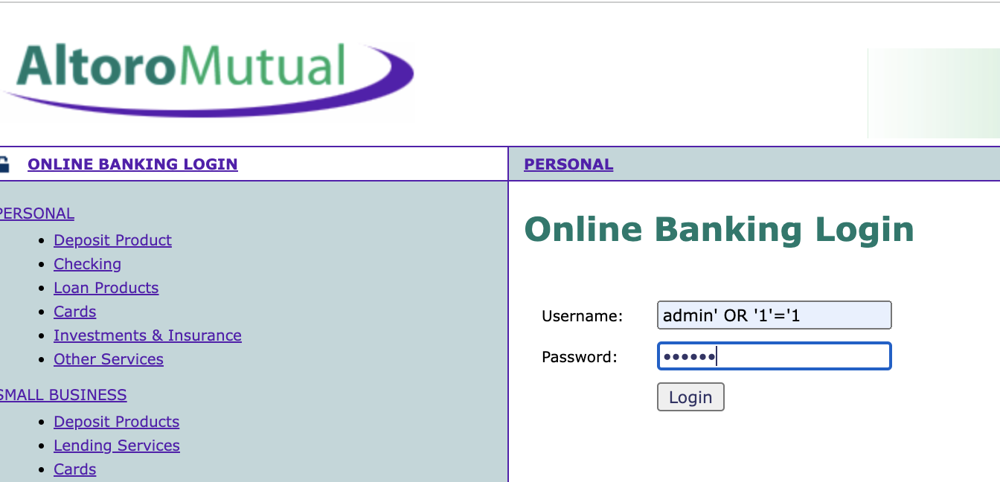 AltoroMutual
ONLINE BANKING LOGIN
PERSONAL
PERSONAL
Deposit Product
Checking
Loan Products
Cards
Investments & Insurance
Other Services
SMALL BUSINESS
Deposit Products
Lending Services
Cards
Online Banking Login
Username: admin' OR '1'='1
Password: ••••••
Login